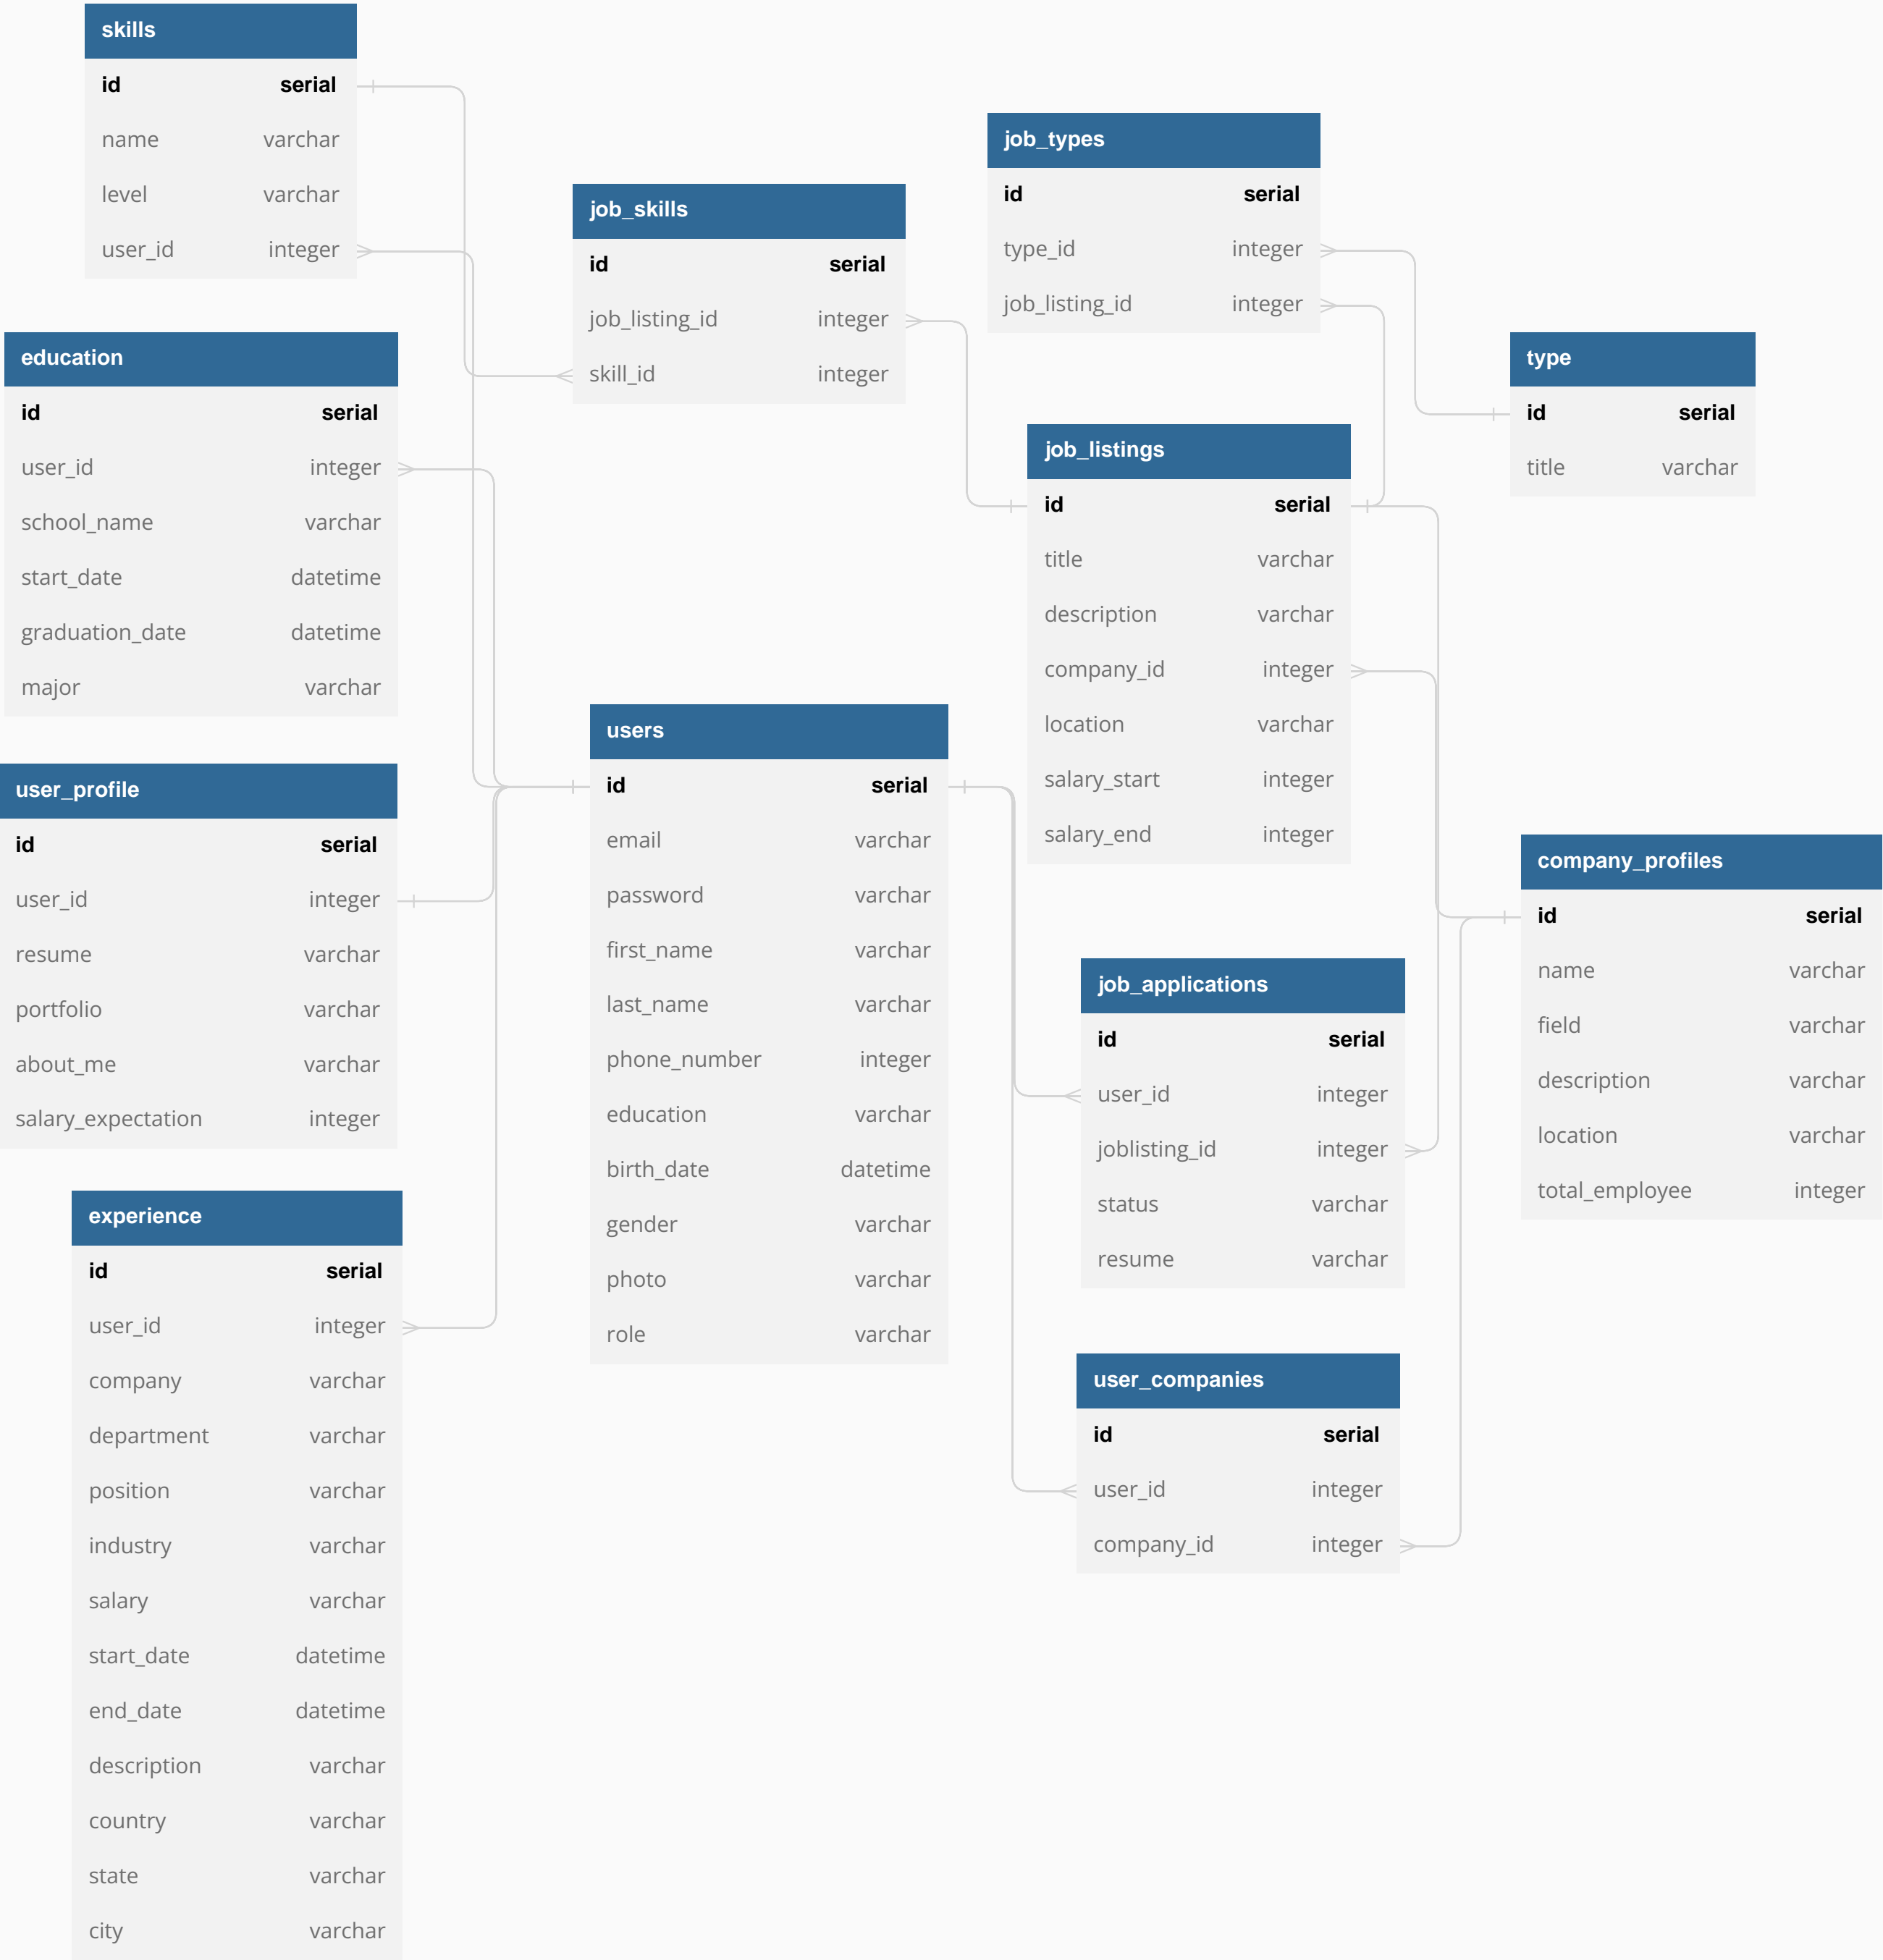 skills
id serial
name varchar
level varchar
user_id integer
job_types
id serial
type_id integer
job_listing_id integer
job_skills
id serial
job_listing_id integer
skill_id integer
education
id serial
user_id integer
school_name varchar
start_date datetime
graduation_date datetime
major varchar
type
id serial
title varchar
job_listings
id serial
title varchar
description varchar
company_id integer
location varchar
salary_start integer
salary_end integer
users
id serial
email varchar
password varchar
first_name varchar
last_name varchar
phone_number integer
education varchar
birth_date datetime
gender varchar
photo varchar
role varchar
user_profile
id serial
user_id integer
resume varchar
portfolio varchar
about_me varchar
salary_expectation integer
company_profiles
id serial
name varchar
field varchar
description varchar
location varchar
total_employee integer
job_applications
id serial
user_id integer
joblisting_id integer
status varchar
resume varchar
experience
id serial
user_id integer
company varchar
department varchar
position varchar
industry varchar
salary varchar
start_date datetime
end_date datetime
description varchar
country varchar
state varchar
city varchar
user_companies
id serial
user_id integer
company_id integer